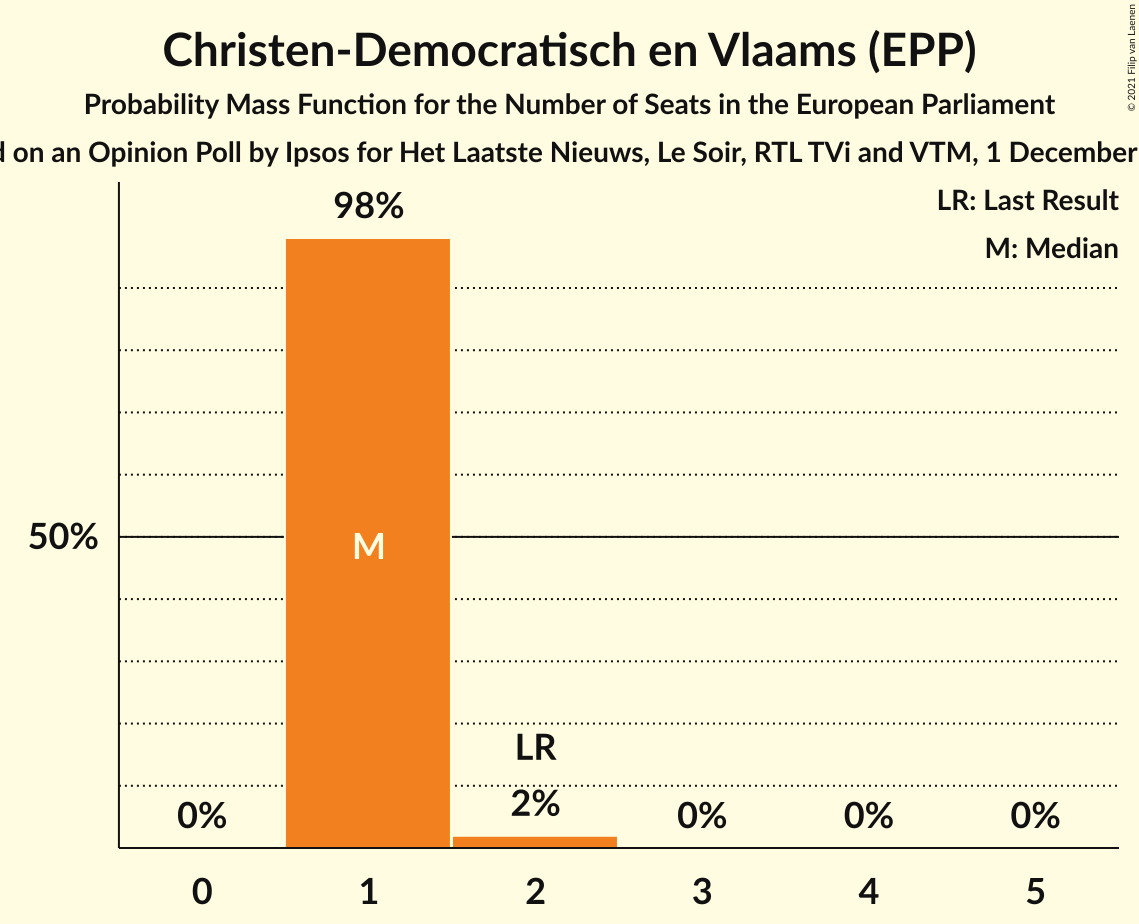 Christen-Democratisch en Vlaams (EPP)
Probability Mass Function for the Number of Seats in the European Parliament
on an Opinion Poll by Ipsos for Het Laatste Nieuws, Le Soir, RTL TVi and VTM, 1 December
© 2021 Filip van Laenen
LR: Last Result
M: Median
98%
50%
M
LR
0%
2%
0%
0%
0%
0
1
2
3
4
5